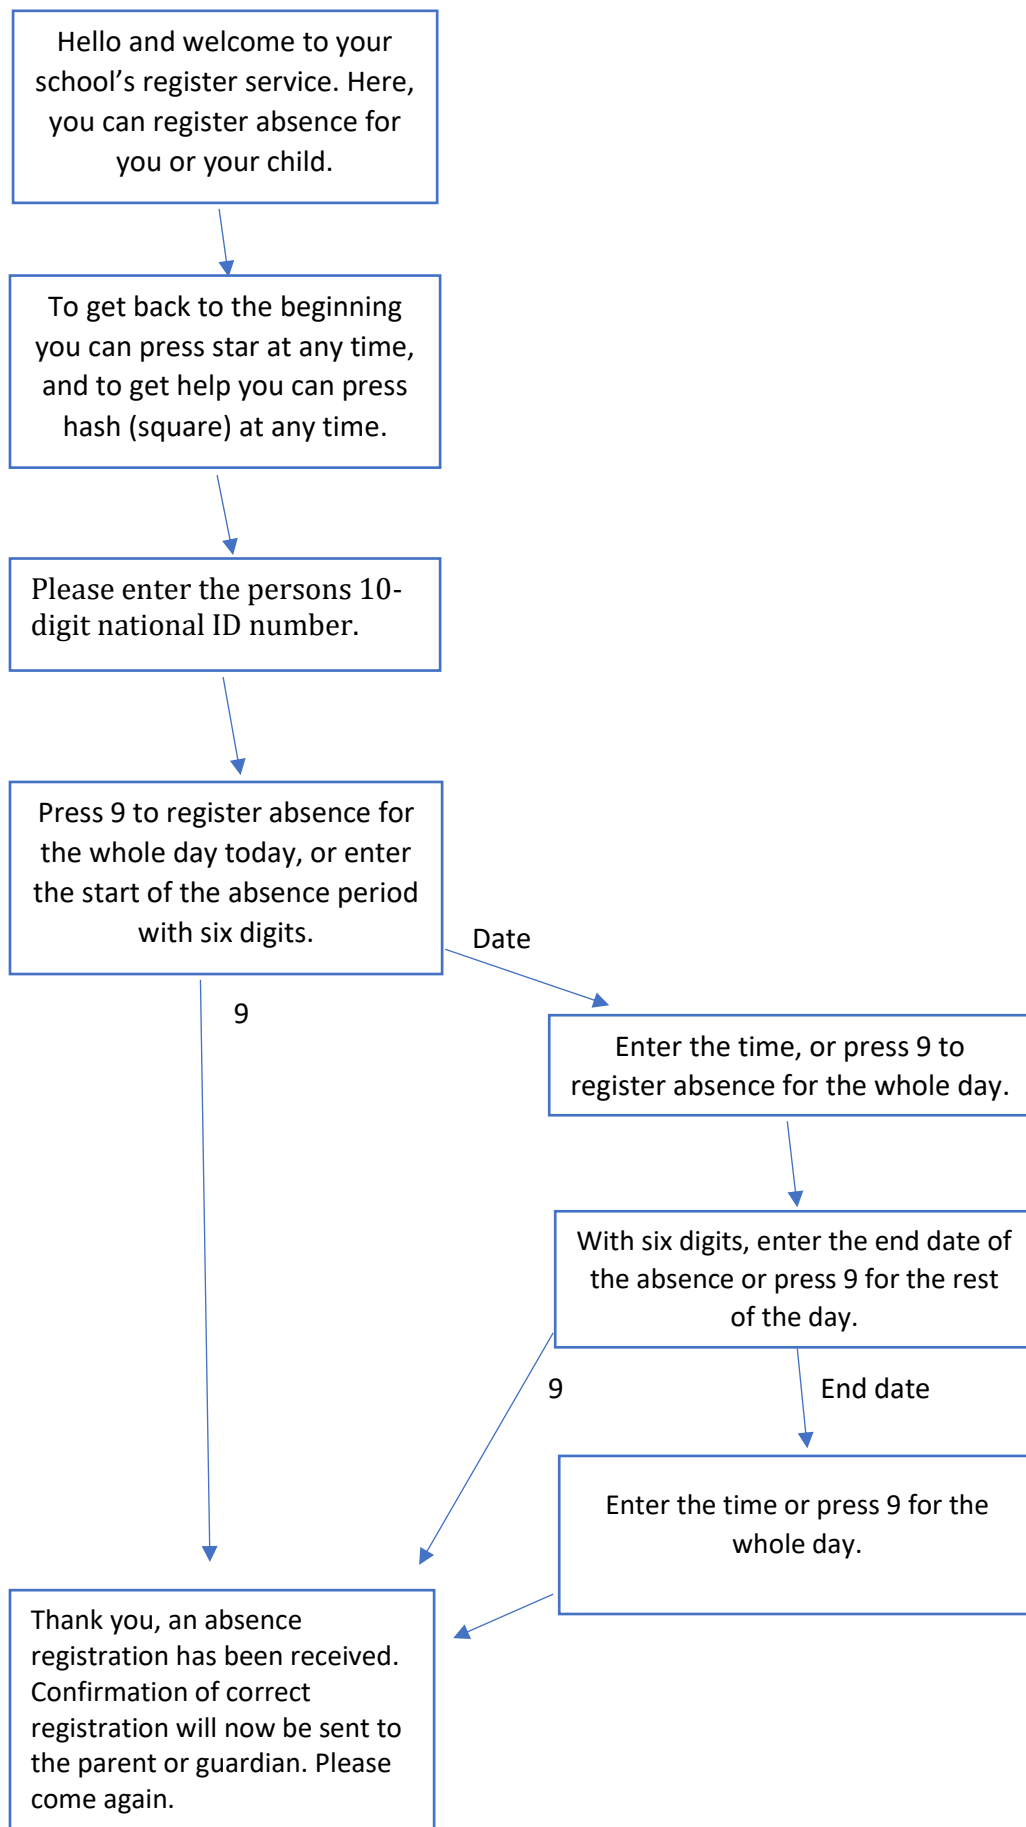 Hello and welcome to your
school’s register service. Here,
you can register absence for
you or your child.
To get back to the beginning
you can press star at any time,
and to get help you can press
hash (square) at any time.
Please enter the persons 10-
digit national ID number.
Press 9 to register absence for
the whole day today, or enter
the start of the absence period
with six digits.
Date
9
Enter the time, or press 9 to
register absence for the whole day.
With six digits, enter the end date of
the absence or press 9 for the rest
of the day.
9
End date
Enter the time or press 9 for the
whole day.
Thank you, an absence
registration has been received.
Confirmation of correct
registration will now be sent to
the parent or guardian. Please
come again.